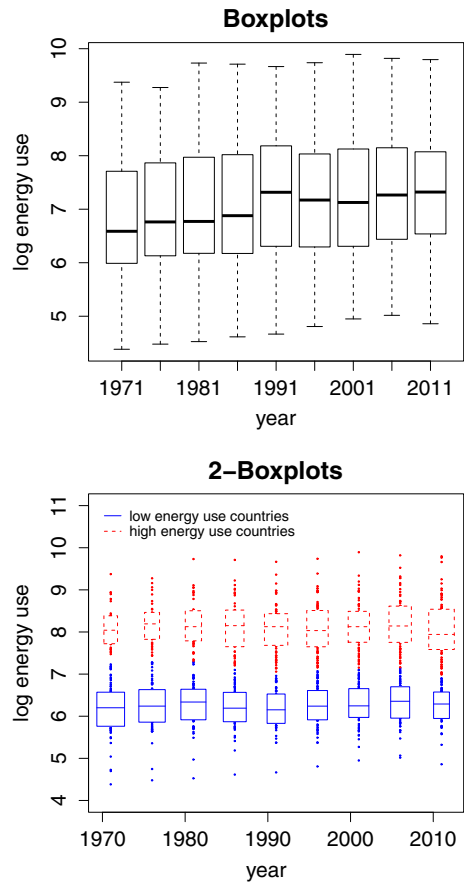 Boxplots
log energy use
10
9
8
7
6
5
1971 1981 1991 2001 2011
year
2−Boxplots
log energy use
11
10
9
8
7
6
5
4
low energy use countries
high energy use countries
1970 1980 1990 2000 2010
year